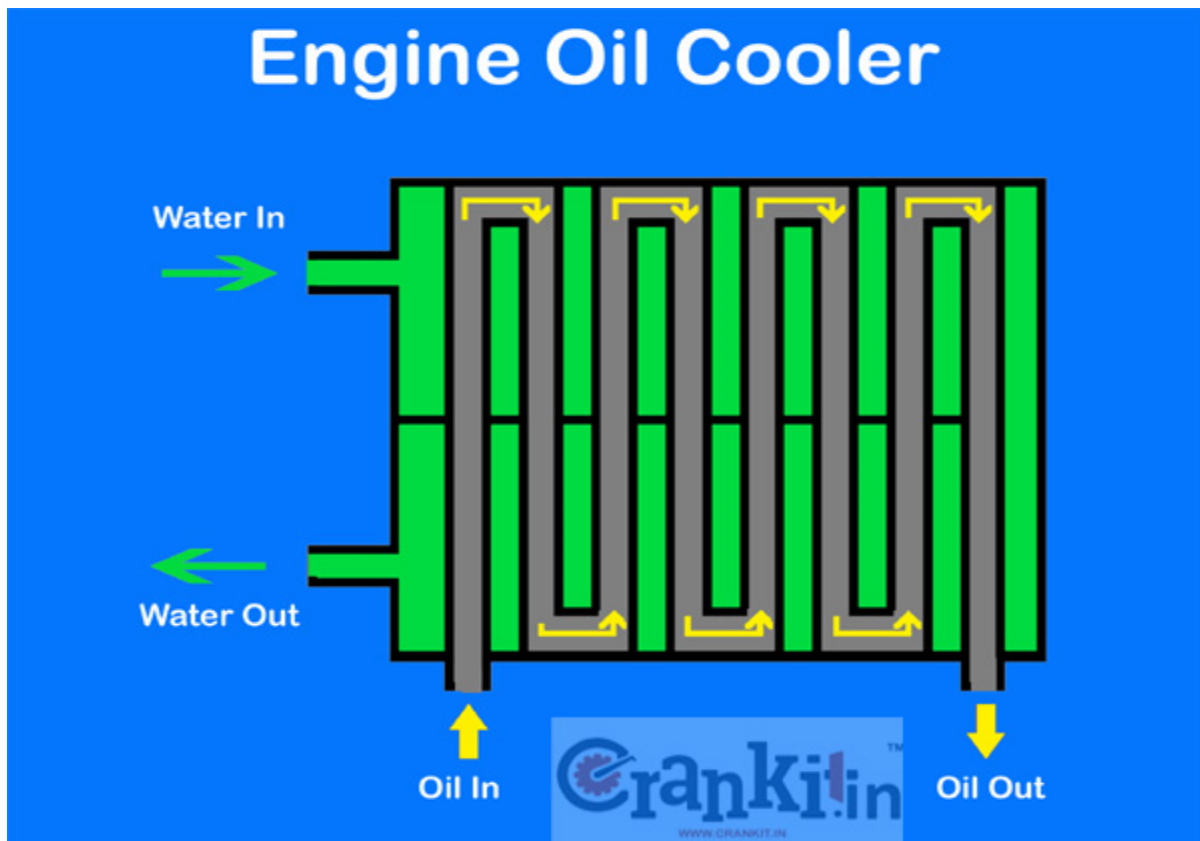 Engine Oil Cooler
Water In
Water Out
Oil In
Oil Out
Crankit.in
TM
WWW.CRANKIT.IN